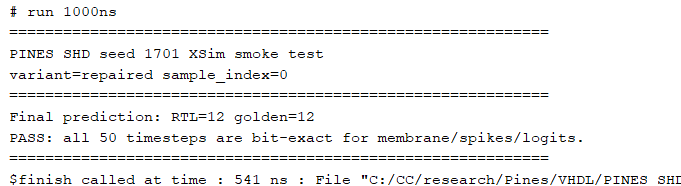 # run 1000ns
============================================================
PINES SHD seed 1701 XSim smoke test
variant=repaired sample_index=0
============================================================
Final prediction: RTL=12 golden=12
PASS: all 50 timesteps are bit-exact for membrane/spikes/logits.
============================================================
$finish called at time : 541 ns : File "C:/CC/research/Pines/VHDL/PINES SHD